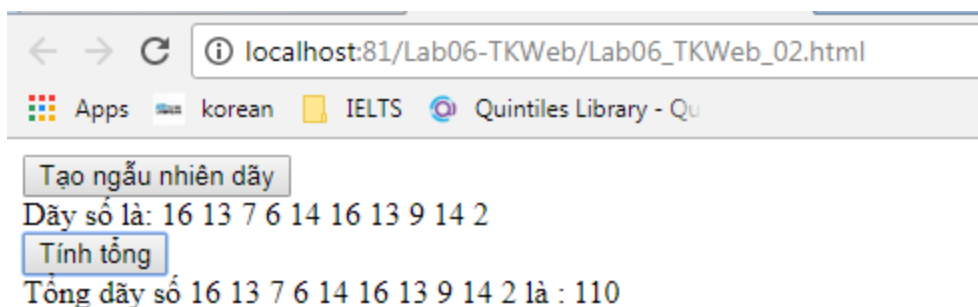 localhost:81/Lab06-TKWeb/Lab06_TKWeb_02.html
Apps korean IELTS Quintiles Library - Qu
Tạo ngẫu nhiên dãy
Dãy số là: 16 13 7 6 14 16 13 9 14 2
Tính tổng
Tổng dãy số 16 13 7 6 14 16 13 9 14 2 là : 110